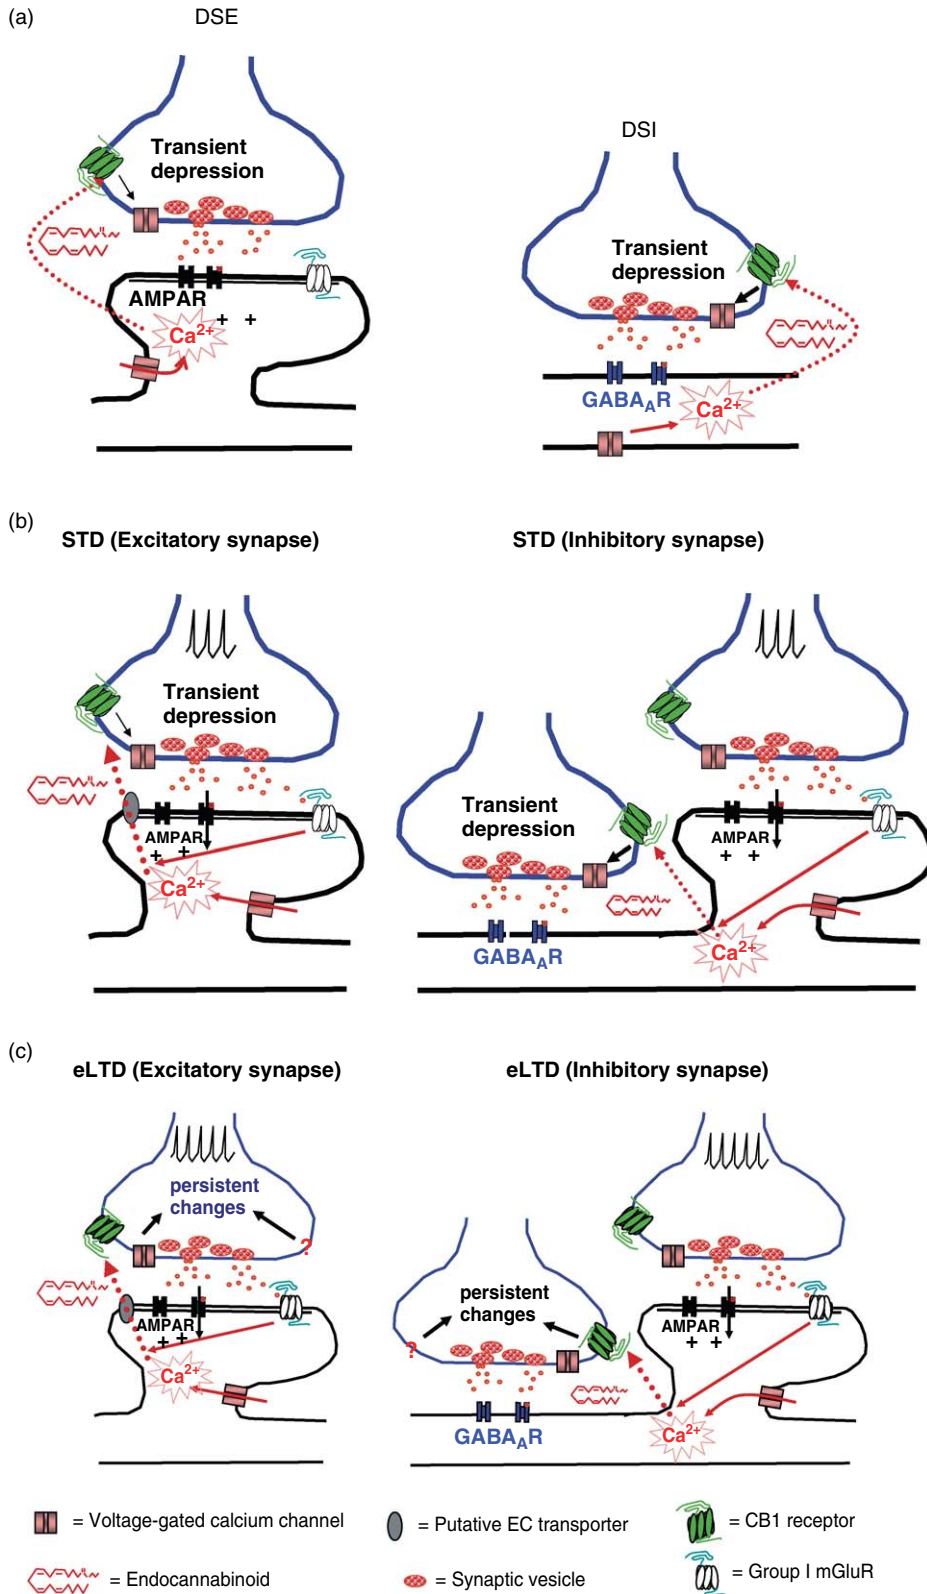 (a)
DSE
DSI
Transient
depression
AMPAR
+ +
Ca2+
Transient
depression
GABAAR
Ca2+
(b)
STD (Excitatory synapse)
STD (Inhibitory synapse)
Transient
depression
AMPAR
+ +
Ca2+
Transient
depression
GABAAR
AMPAR
+ +
Ca2+
(c)
eLTD (Excitatory synapse)
eLTD (Inhibitory synapse)
persistent
changes
?
AMPAR
+ +
Ca2+
persistent
changes
?
GABAAR
AMPAR
+ +
Ca2+
= Voltage-gated calcium channel
= Putative EC transporter
= CB1 receptor
= Endocannabinoid
= Synaptic vesicle
= Group I mGluR